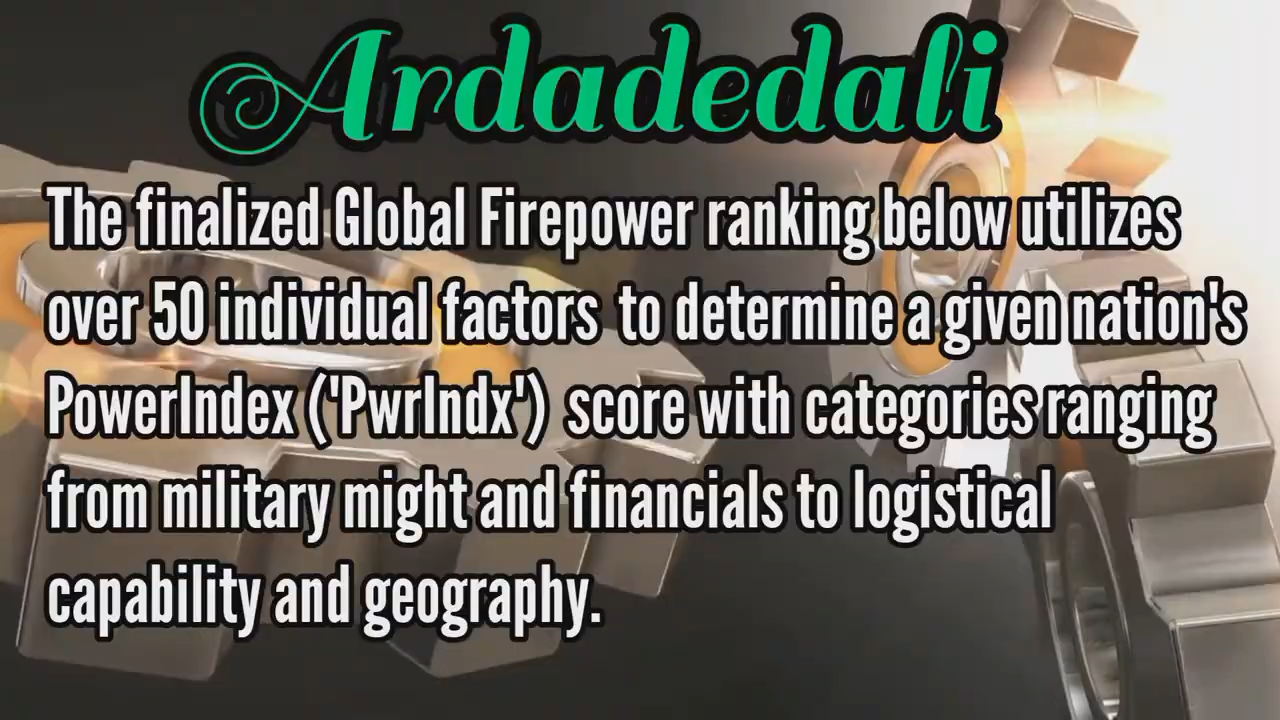 Ardadedali
The finalized Global Firepower ranking below utilizes
over 50 individual factors to determine a given nation's
PowerIndex ('PwrIndx') score with categories ranging
from military might and financials to logistical
capability and geography.